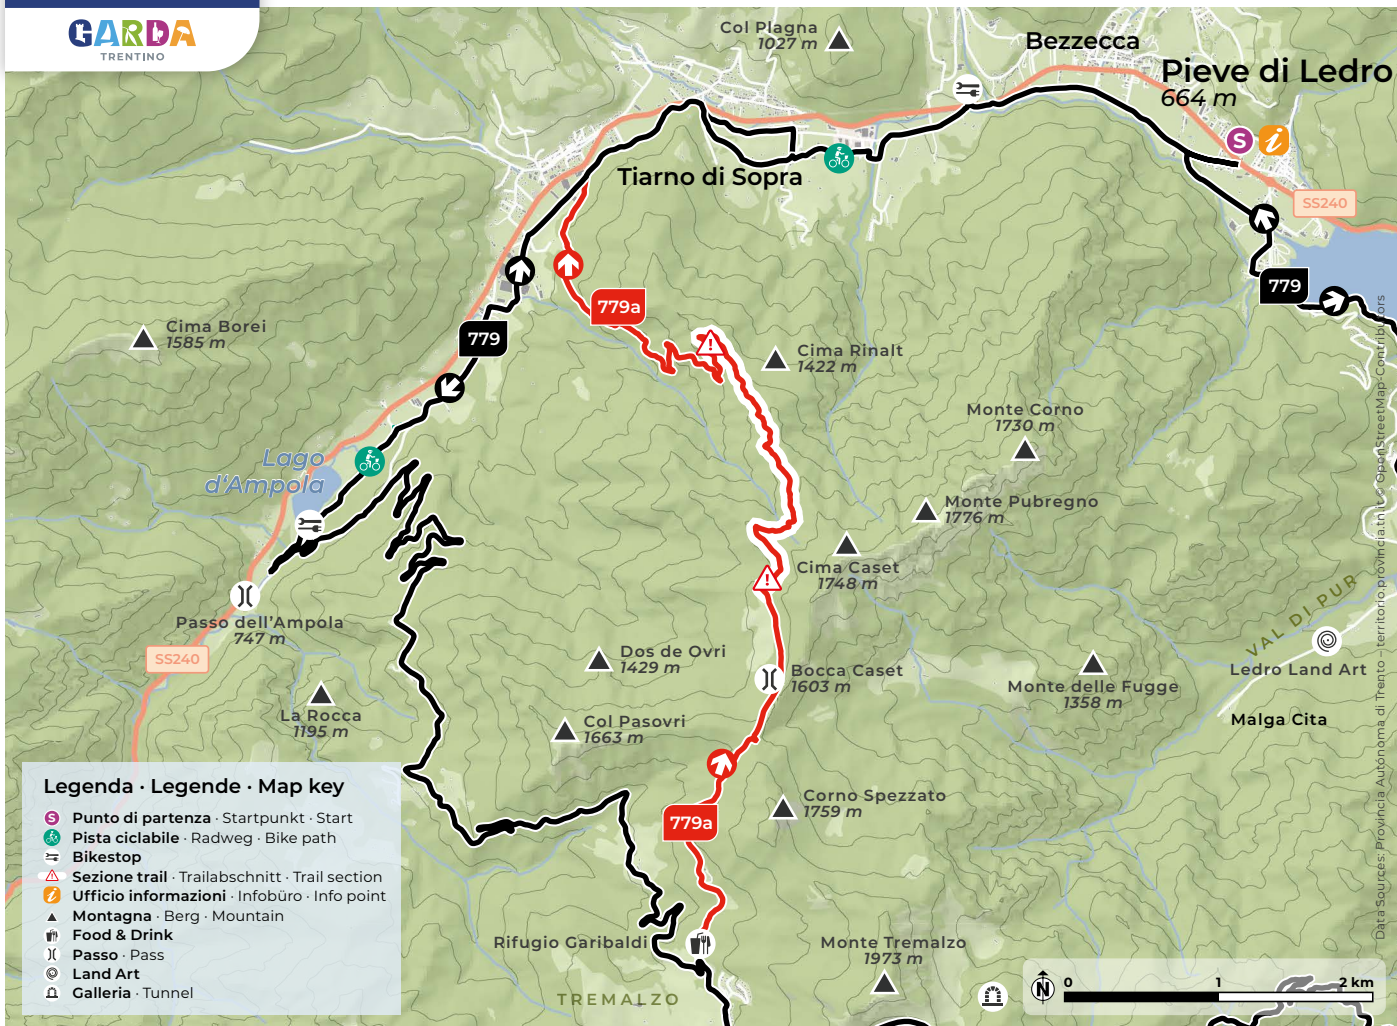 GARDA
TRENTINO
Col Plagna
1027 m
Bezzecca
Pieve di Ledro
664 m
S
i
SS240
Tiarno di Sopra
779
779a
779
Cima Borei
1585 m
Cima Rinalt
1422 m
Monte Corno
1730 m
Lago
d'Ampola
Monte Pubregno
1776 m
Cima Caset
1748 m
Passo dell'Ampola
747 m
SS240
VAL DI PUR
Ledro Land Art
Dos de Ovri
1429 m
Bocca Caset
1603 m
Monte delle Fugge
1358 m
La Rocca
1195 m
Col Pasovri
1663 m
Malga Cita
Corno Spezzato
1759 m
779a
Rifugio Garibaldi
Monte Tremalzo
1973 m
TREMALZO
Legenda · Legende · Map key
S Punto di partenza · Startpunkt · Start
Pista ciclabile · Radweg · Bike path
Bikestop
Sezione trail · Trailabschnitt · Trail section
i Ufficio informazioni · Infobüro · Info point
Montagna · Berg · Mountain
Food & Drink
Passo · Pass
Land Art
Galleria · Tunnel
N
0 1 2 km
Data Sources: Provincia Autonoma di Trento – territorio.provincia.tn.it © OpenStreetMap-Contributors